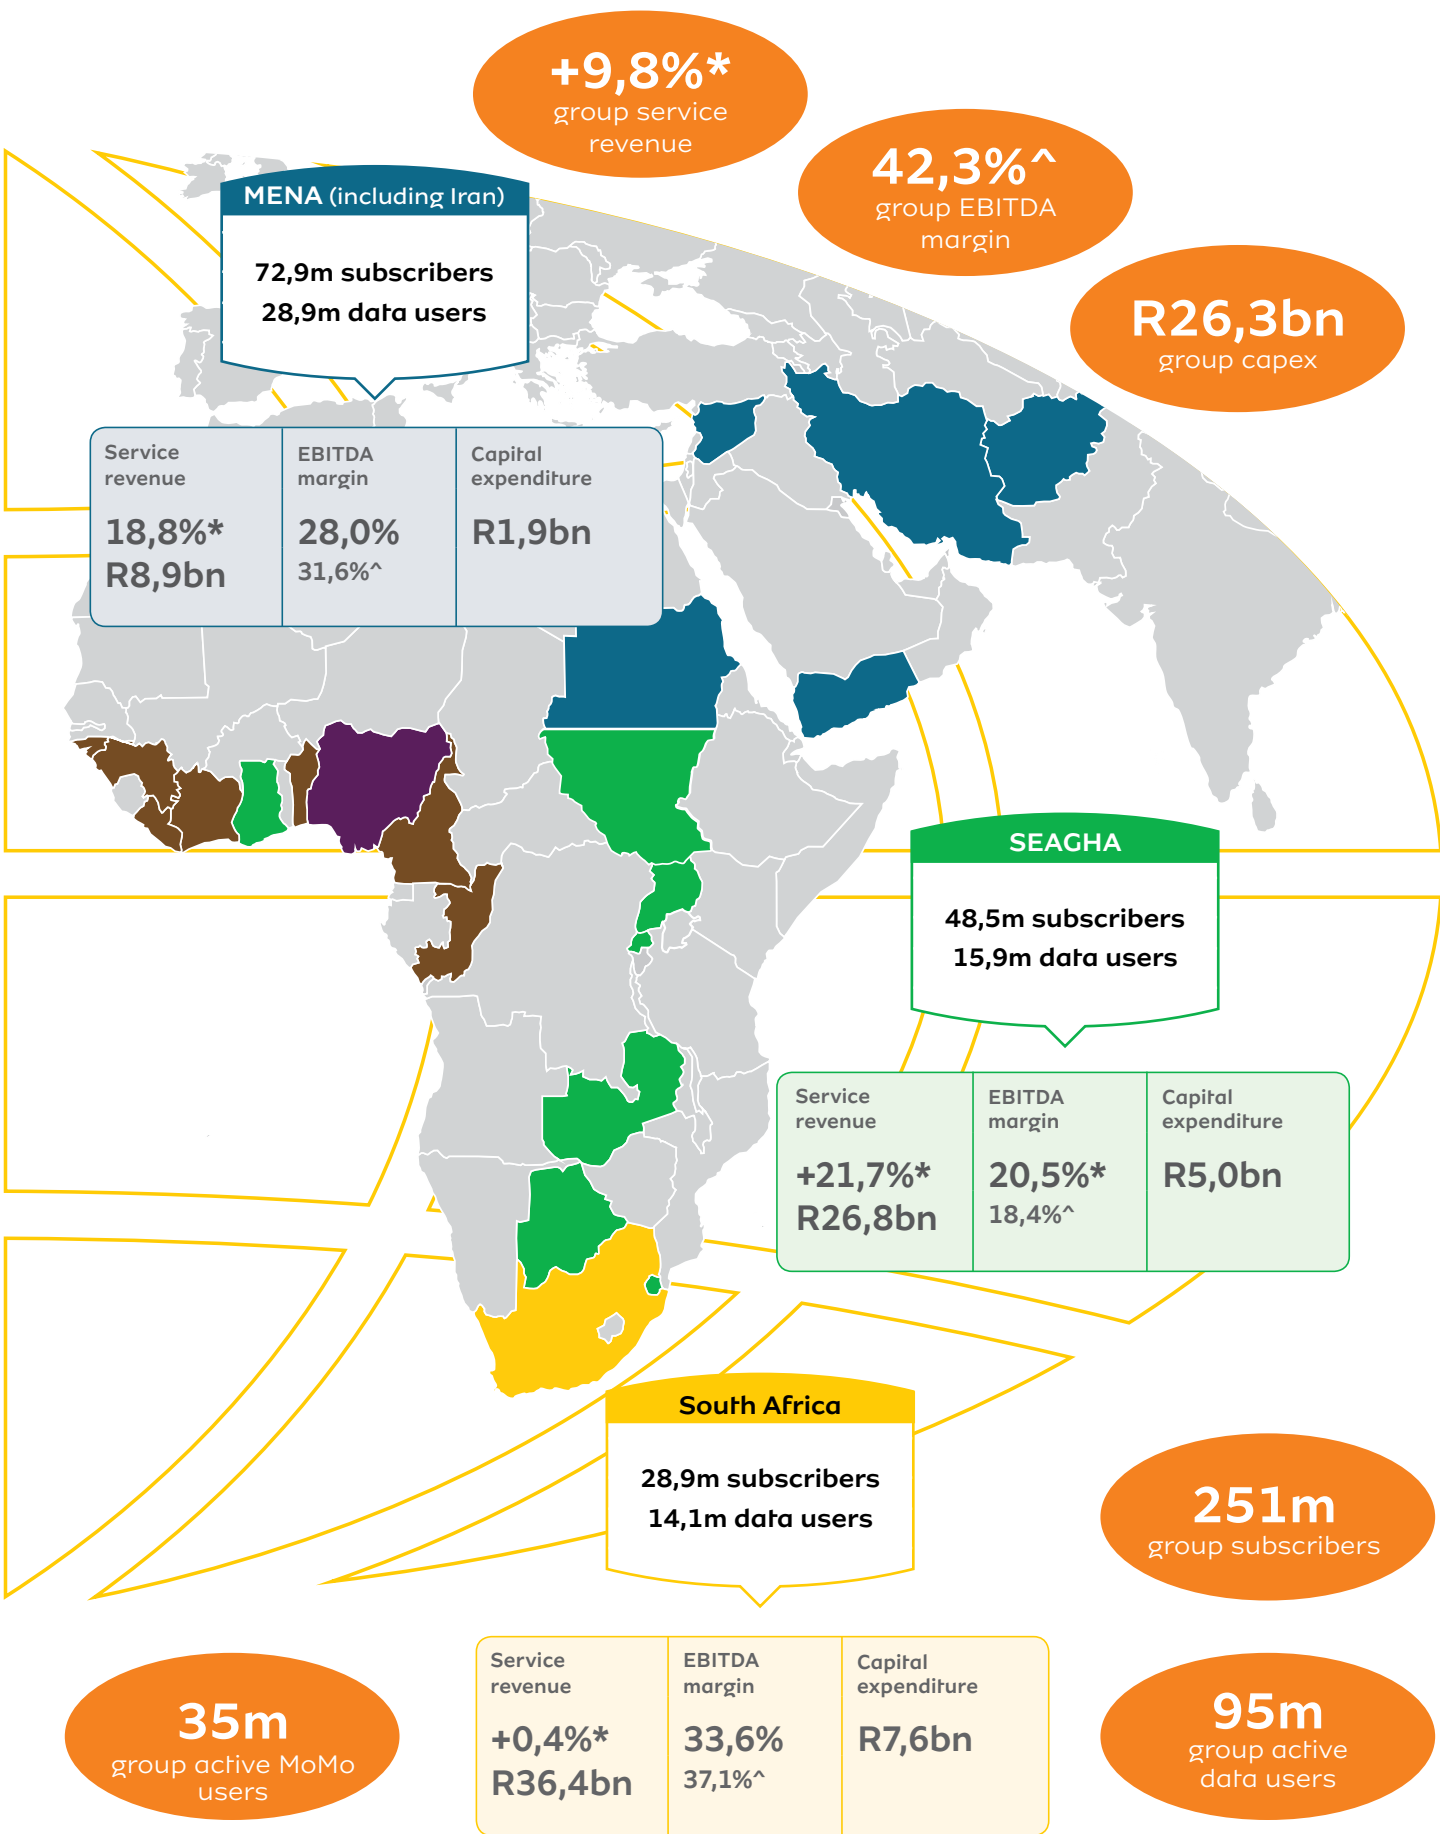 +9,8%*
group service
revenue
42,3%^
group EBITDA
margin
R26,3bn
group capex
MENA (including Iran)
72,9m subscribers
28,9m data users
Service
revenue
18,8%*
R8,9bn
EBITDA
margin
28,0%
31,6%^
Capital
expenditure
R1,9bn
SEAGHA
48,5m subscribers
15,9m data users
Service
revenue
+21,7%*
R26,8bn
EBITDA
margin
20,5%*
18,4%^
Capital
expenditure
R5,0bn
South Africa
28,9m subscribers
14,1m data users
Service
revenue
+0,4%*
R36,4bn
EBITDA
margin
33,6%
37,1%^
Capital
expenditure
R7,6bn
251m
group subscribers
35m
group active MoMo
users
95m
group active
data users